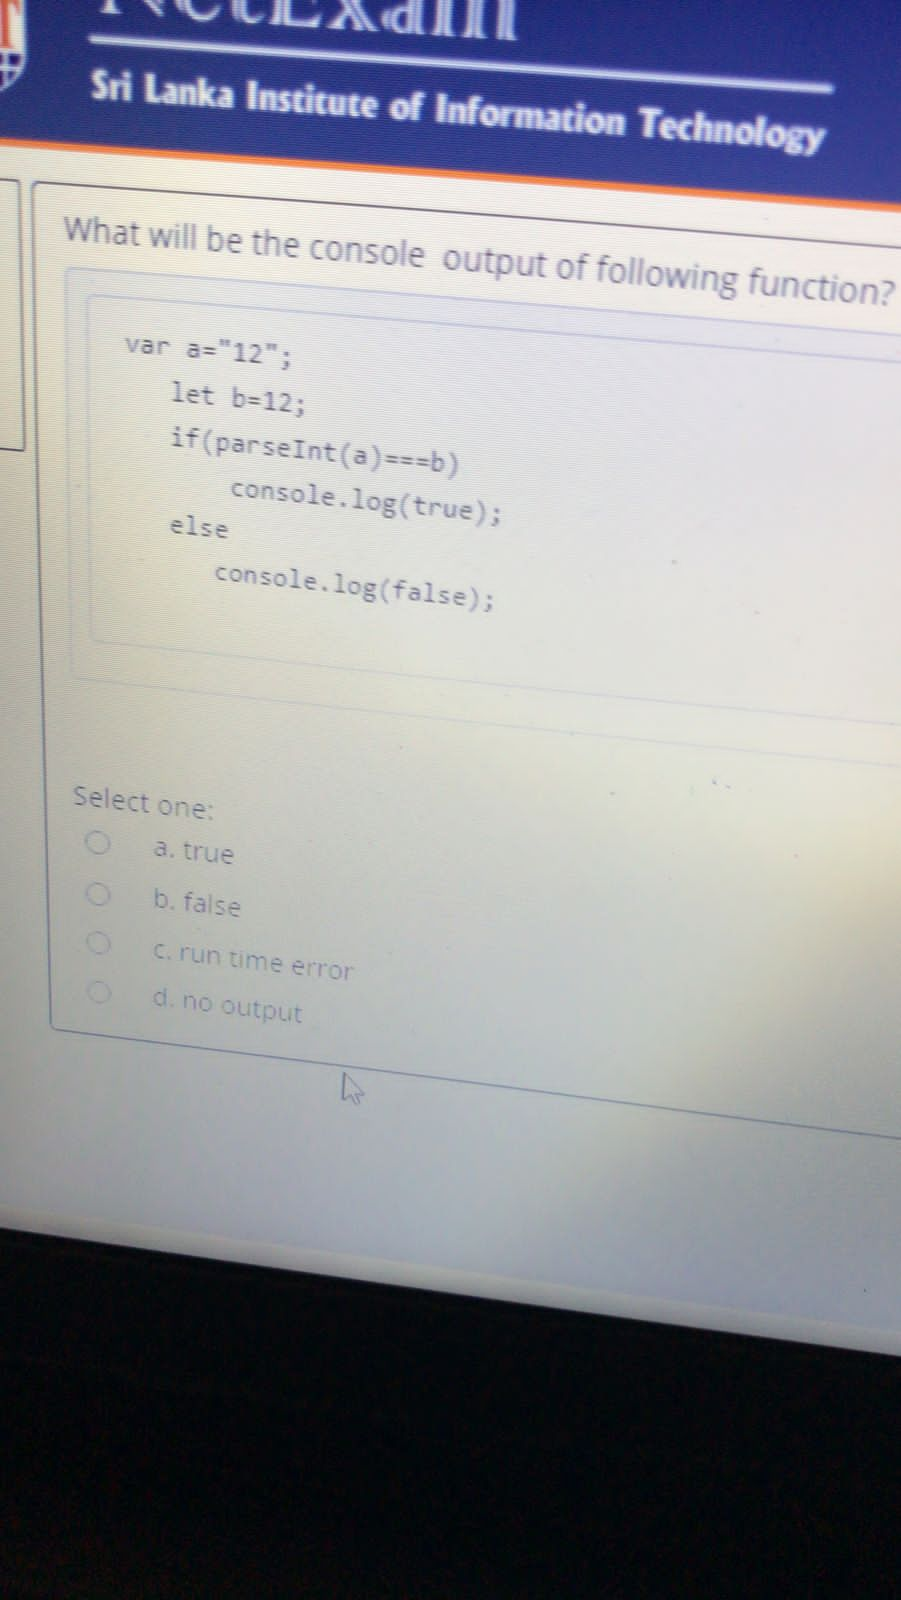 NetExam
Sri Lanka Institute of Information Technology
What will be the console output of following function?
var a="12";
let b=12;
if(parseInt(a)===b)
console.log(true);
else
console.log(false);
Select one:
a. true
b. false
c. run time error
d. no output